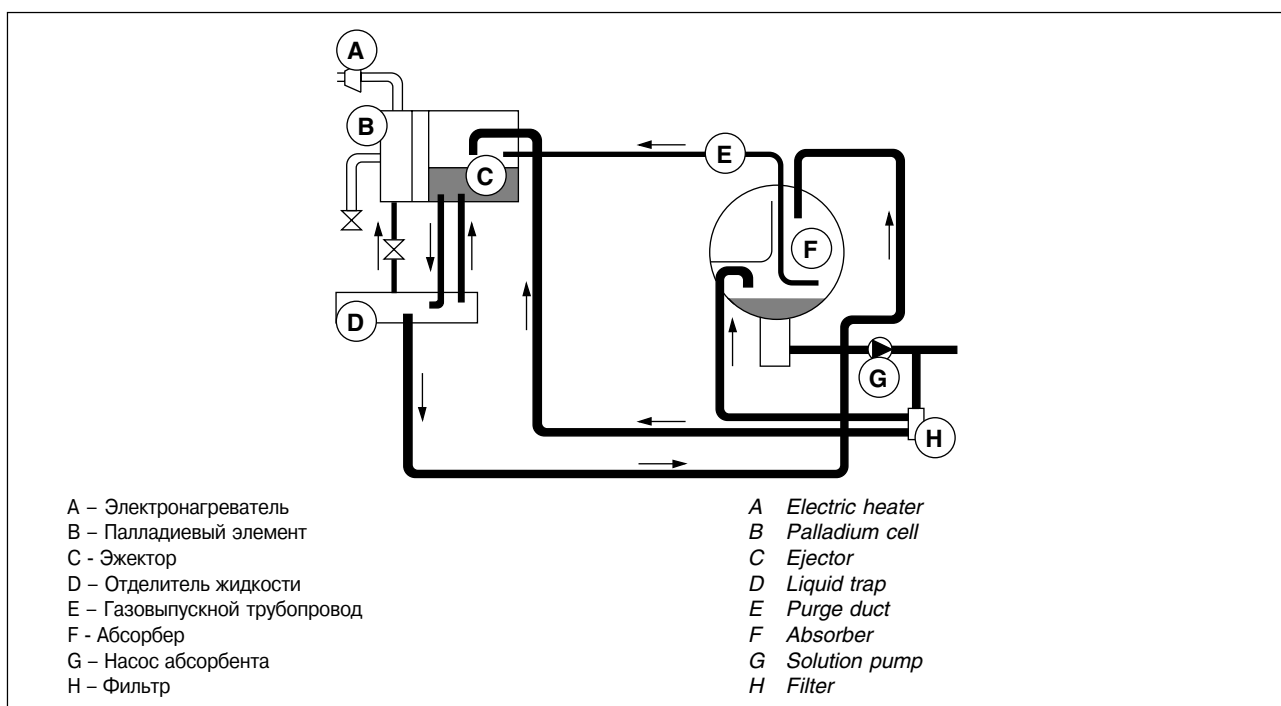 A
B
C
E
F
D
G
H
A – Электронагреватель
B – Палладиевый элемент
C - Эжектор
D – Отделитель жидкости
E – Газовыпускной трубопровод
F - Абсорбер
G – Насос абсорбента
H – Фильтр
A Electric heater
B Palladium cell
C Ejector
D Liquid trap
E Purge duct
F Absorber
G Solution pump
H Filter